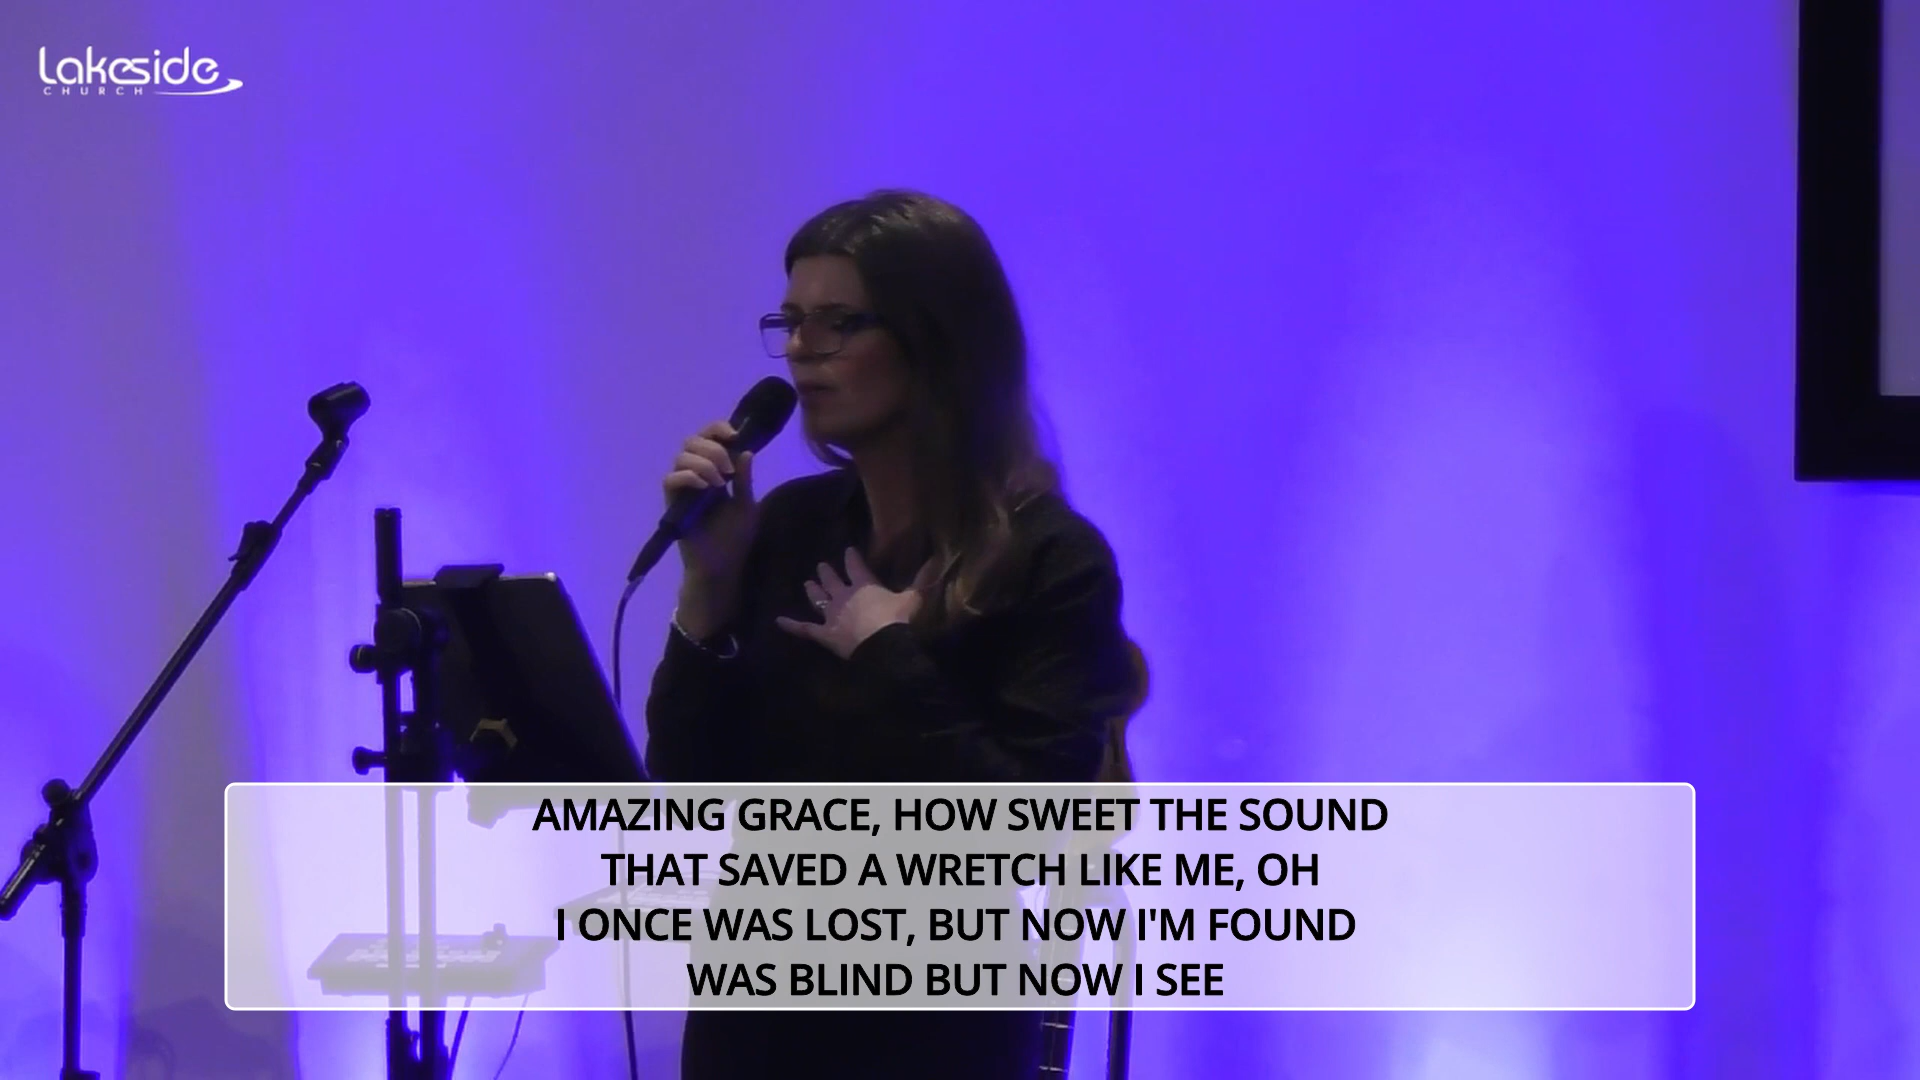 Lakeside
CHURCH
AMAZING GRACE, HOW SWEET THE SOUND
THAT SAVED A WRETCH LIKE ME, OH
I ONCE WAS LOST, BUT NOW I'M FOUND
WAS BLIND BUT NOW I SEE